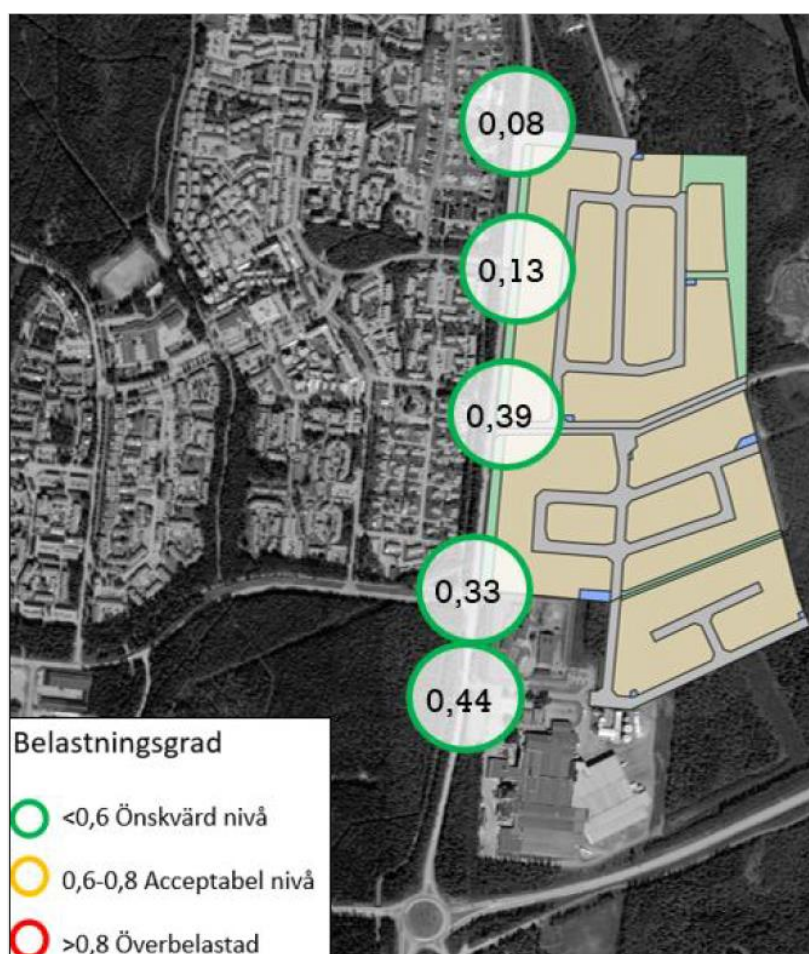 0,08
0,13
0,39
0,33
0,44
Belastningsgrad
<0,6 Önskvärd nivå
0,6-0,8 Acceptabel nivå
>0,8 Överbelastad